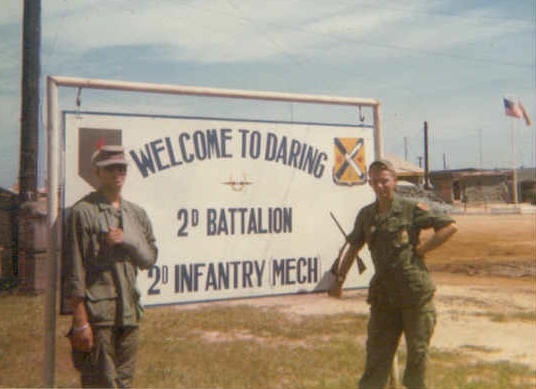 WELCOME TO DARING
2D BATTALION
2D INFANTRY (MECH)